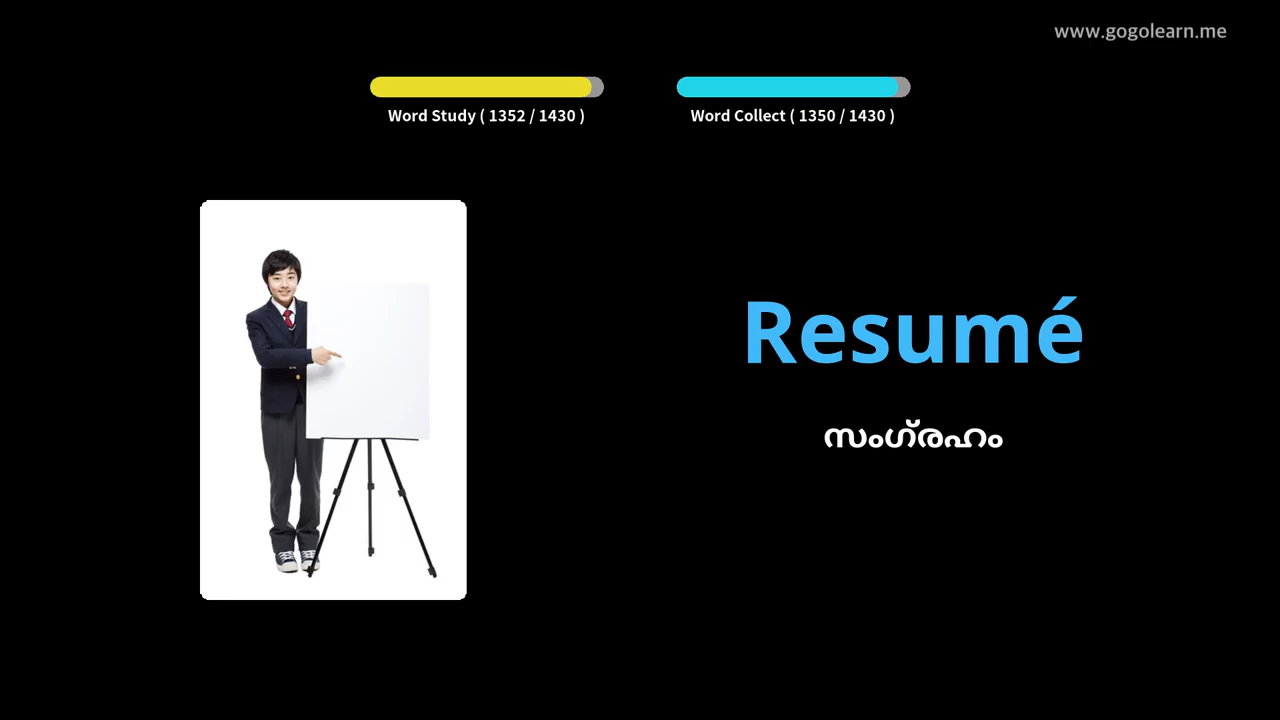 www.gogolearn.me
Word Study ( 1352 / 1430 )
Word Collect ( 1350 / 1430 )
Resumé
സംഗ്രഹം